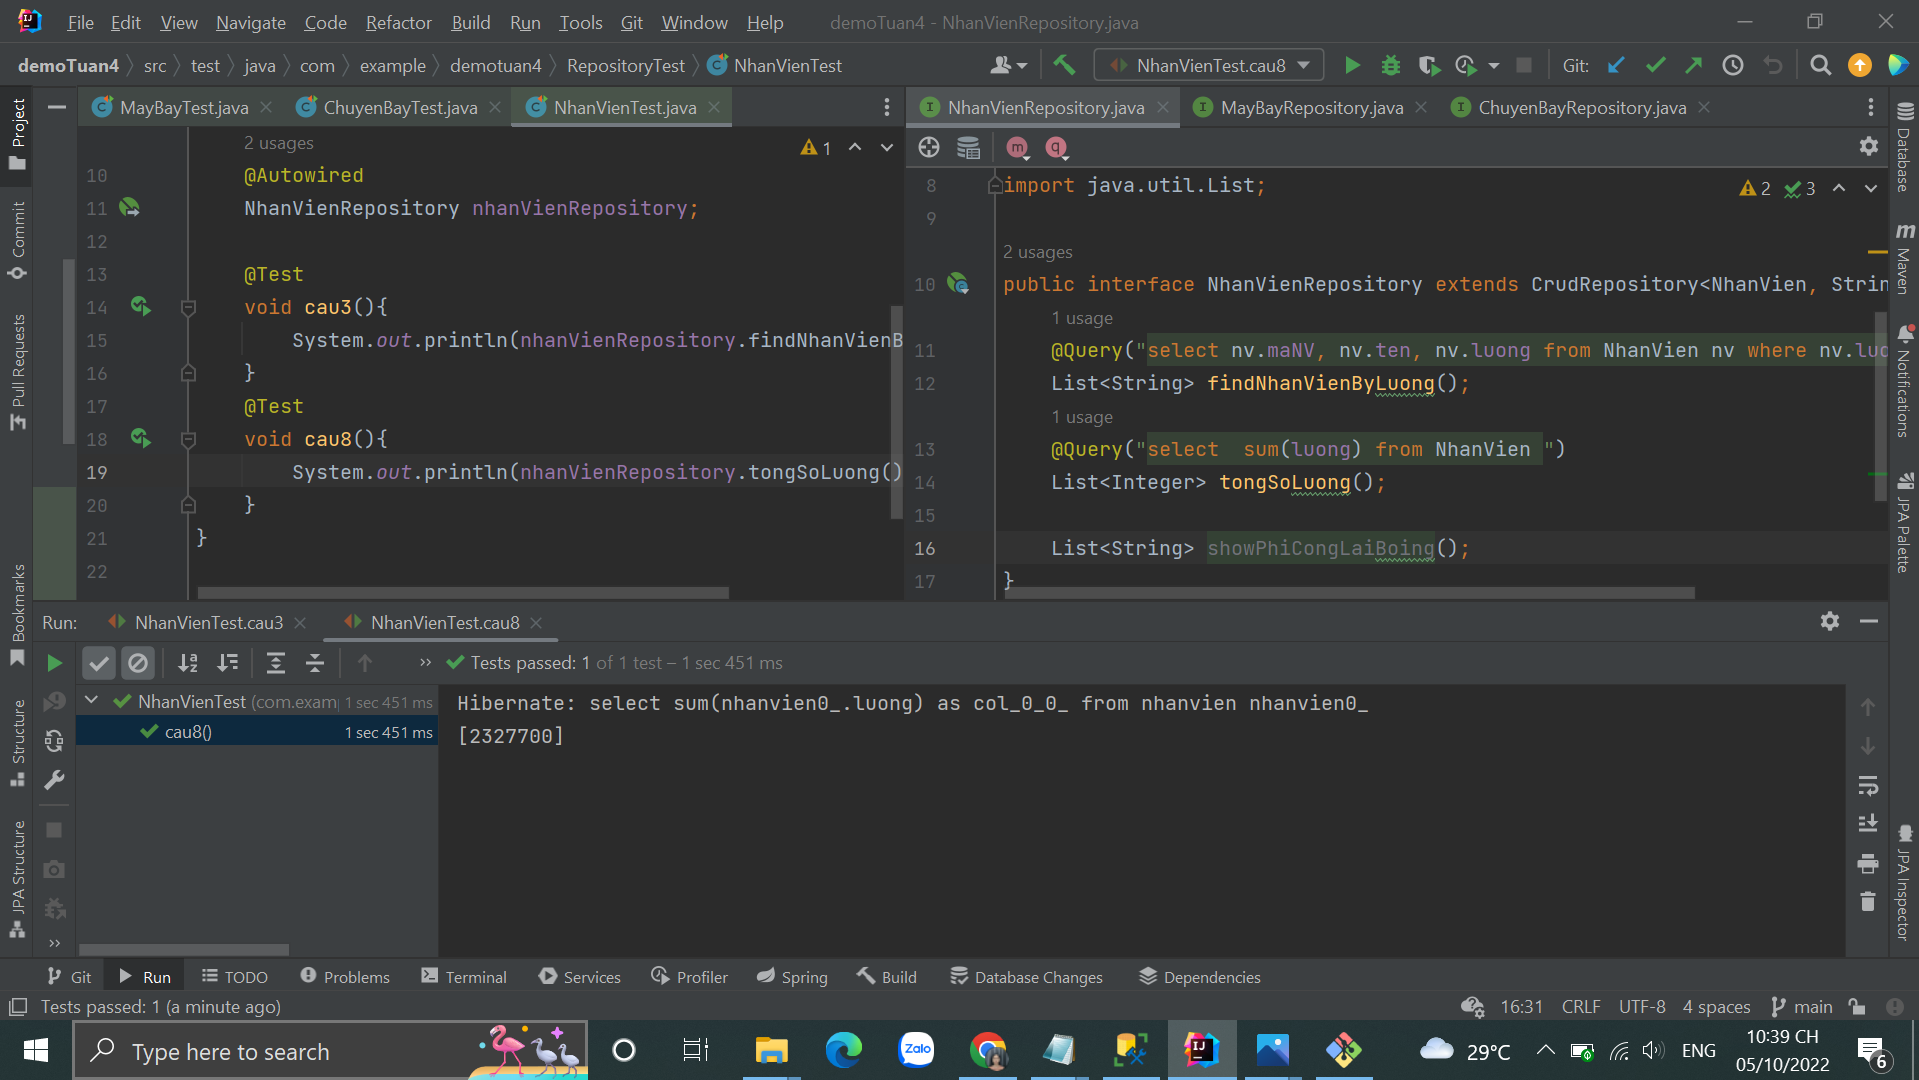 File Edit View Navigate Code Refactor Build Run Tools Git Window Help demoTuan4 - NhanVienRepository.java
demoTuan4 src test java com example demotuan4 RepositoryTest NhanVienTest NhanVienTest.cau8 Git:
MayBayTest.java ChuyenBayTest.java NhanVienTest.java
2 usages
1
10 @Autowired
11 NhanVienRepository nhanVienRepository;
12
13 @Test
14 void cau3(){
15 System.out.println(nhanVienRepository.findNhanVienB
16 }
17 @Test
18 void cau8(){
19 System.out.println(nhanVienRepository.tongSoLuong()
20 }
21 }
22
NhanVienRepository.java MayBayRepository.java ChuyenBayRepository.java
m q
8 import java.util.List;
2 3
9
2 usages
10 public interface NhanVienRepository extends CrudRepository<NhanVien, Strin
1 usage
11 @Query("select nv.maNV, nv.ten, nv.luong from NhanVien nv where nv.luo
12 List<String> findNhanVienByLuong();
1 usage
13 @Query("select  sum(luong) from NhanVien ")
14 List<Integer> tongSoLuong();
15
16 List<String> showPhiCongLaiBoing();
17 }
Project
Commit
Pull Requests
Bookmarks
Structure
JPA Structure
Database
Maven
Notifications
JPA Palette
JPA Inspector
Run: NhanVienTest.cau3 NhanVienTest.cau8
Tests passed: 1 of 1 test – 1 sec 451 ms
NhanVienTest (com.exam 1 sec 451 ms
cau8() 1 sec 451 ms
Hibernate: select sum(nhanvien0_.luong) as col_0_0_ from nhanvien nhanvien0_
[2327700]
Git Run TODO Problems Terminal Services Profiler Spring Build Database Changes Dependencies
Tests passed: 1 (a minute ago) 16:31 CRLF UTF-8 4 spaces main
Type here to search
Zalo
29°C ENG
10:39 CH
05/10/2022
6